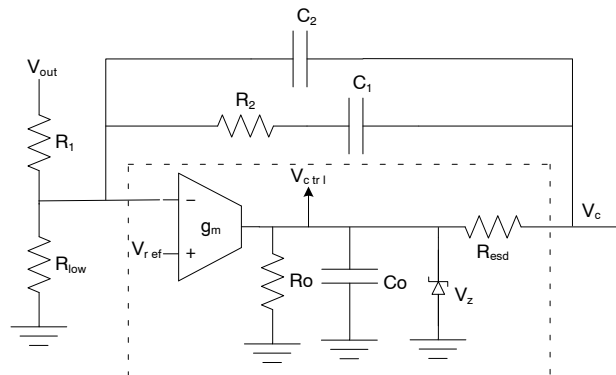 C2
Vout
R2
C1
R1
Vctrl
−
gm
Vc
Rlow
Vref
+
Resd
Ro
Co
Vz